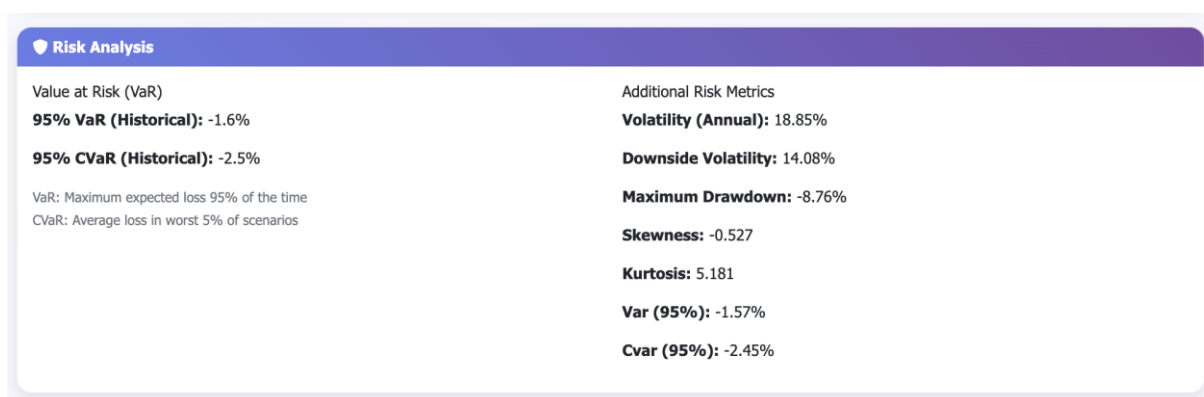 Risk Analysis
Value at Risk (VaR)
95% VaR (Historical): -1.6%
95% CVaR (Historical): -2.5%
VaR: Maximum expected loss 95% of the time
CVaR: Average loss in worst 5% of scenarios
Additional Risk Metrics
Volatility (Annual): 18.85%
Downside Volatility: 14.08%
Maximum Drawdown: -8.76%
Skewness: -0.527
Kurtosis: 5.181
Var (95%): -1.57%
Cvar (95%): -2.45%